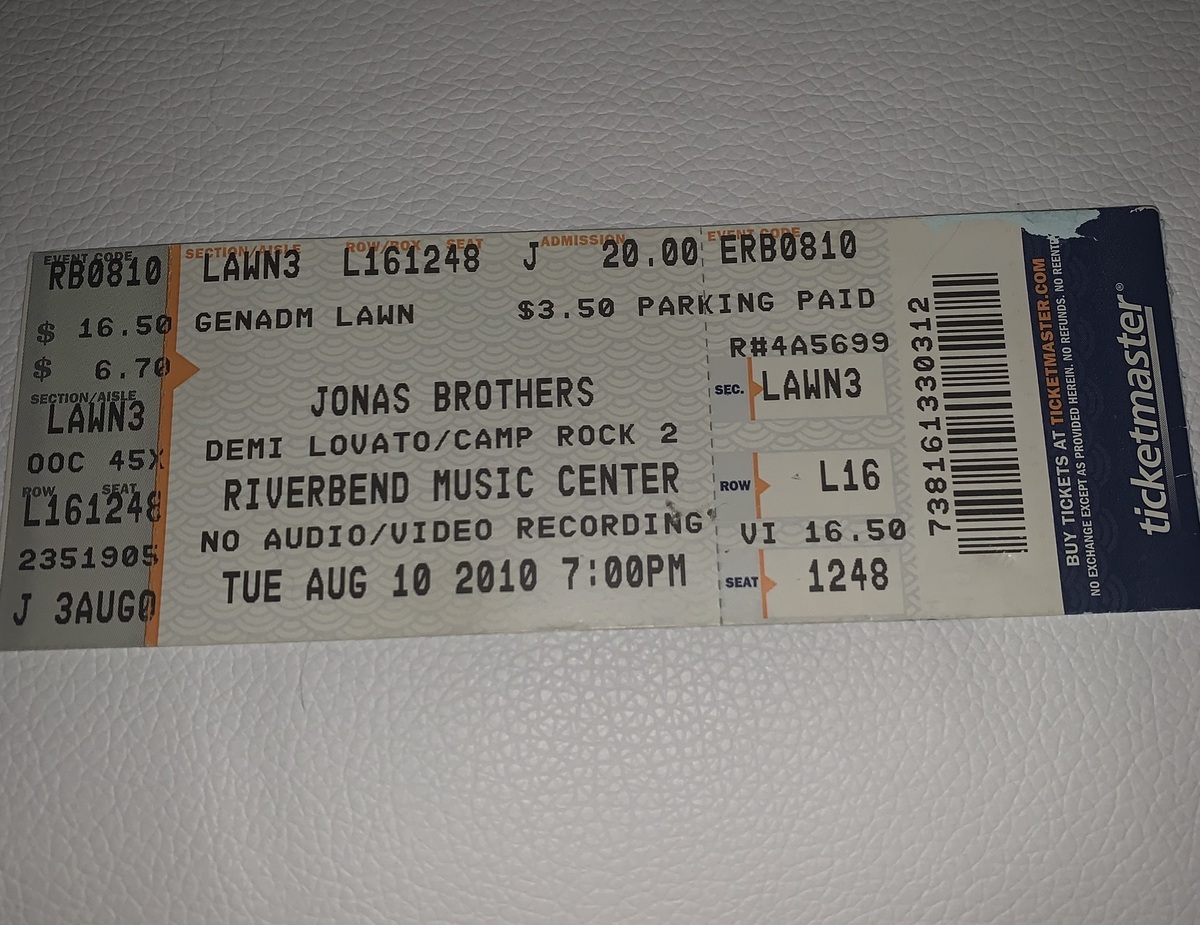 EVENT CODE
RB0810
$ 16.50
$ 6.70
SECTION/AISLE
LAWN3
OOC 45X
ROW SEAT
L161248
2351905
J 3AUG0
SECTION/AISLE ROW/BOX SEAT ADMISSION
LAWN3 L161248 J 20.00
GENADM LAWN $3.50 PARKING PAID
JONAS BROTHERS
DEMI LOVATO/CAMP ROCK 2
RIVERBEND MUSIC CENTER
NO AUDIO/VIDEO RECORDING
TUE AUG 10 2010 7:00PM
EVENT CODE
ERB0810
R#4A5699
SEC. LAWN3
ROW L16
VI 16.50
SEAT 1248
738161330312
BUY TICKETS AT TICKETMASTER.COM
NO EXCHANGE EXCEPT AS PROVIDED HEREIN. NO REFUNDS. NO REENTR
ticketmaster®